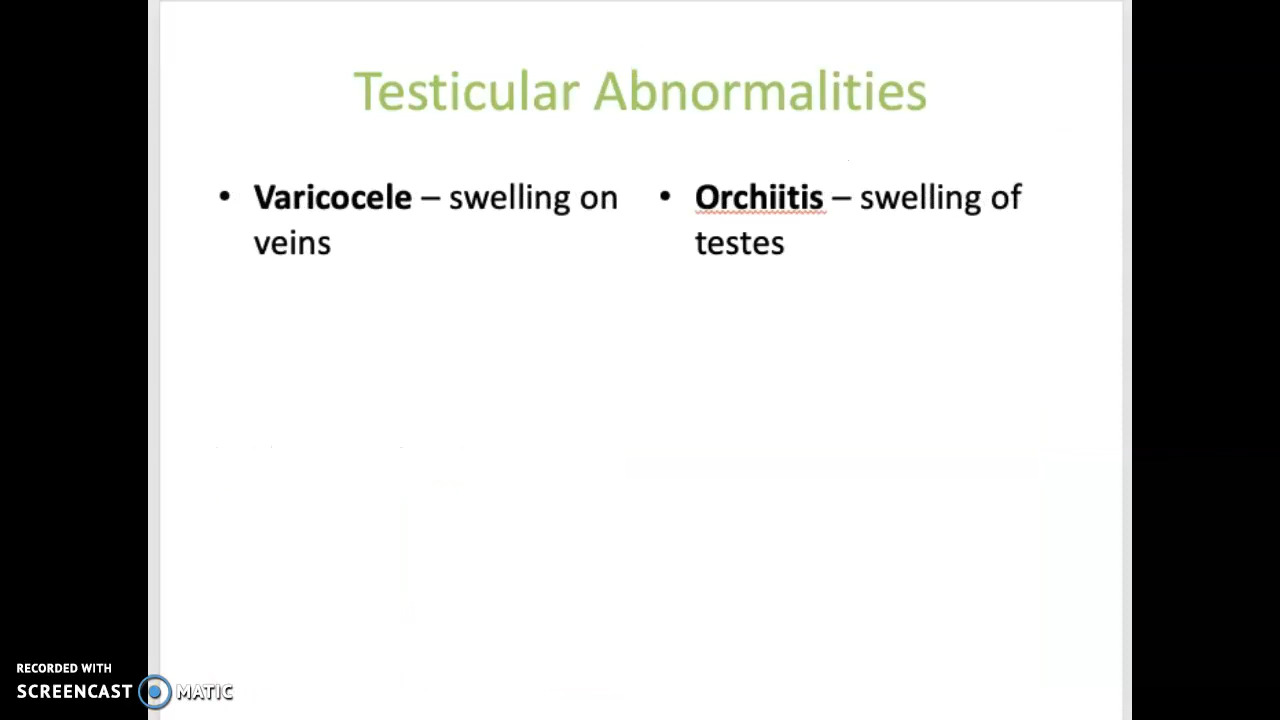 Testicular Abnormalities
• Varicocele – swelling on
veins
• Orchiitis – swelling of
testes
RECORDED WITH
SCREENCAST MATIC